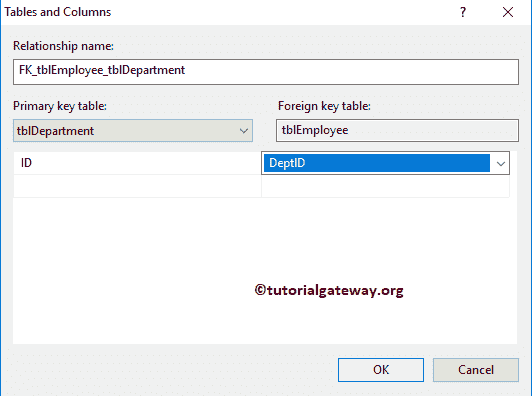 Tables and Columns ? ×
Relationship name:
FK_tblEmployee_tblDepartment
Primary key table: Foreign key table:
tblDepartment tblEmployee
ID DeptID
©tutorialgateway.org
OK Cancel